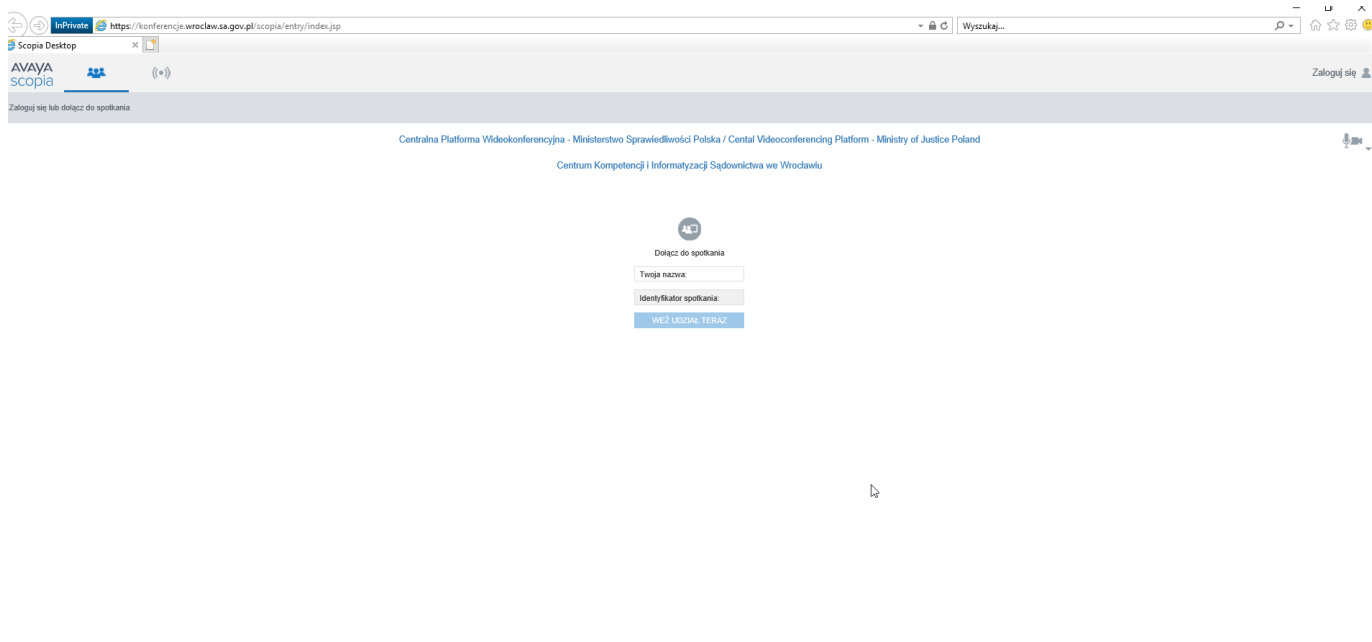 InPrivate https://konferencje.wroclaw.sa.gov.pl/scopia/entry/index.jsp Wyszukaj...
Scopia Desktop
AVAYA
scopia
Zaloguj się
Zaloguj się lub dołącz do spotkania
Centralna Platforma Wideokonferencyjna - Ministerstwo Sprawiedliwości Polska / Cental Videoconferencing Platform - Ministry of Justice Poland
Centrum Kompetencji i Informatyzacji Sądownictwa we Wrocławiu
Dołącz do spotkania
Twoja nazwa:
Identyfikator spotkania:
WEŹ UDZIAŁ TERAZ